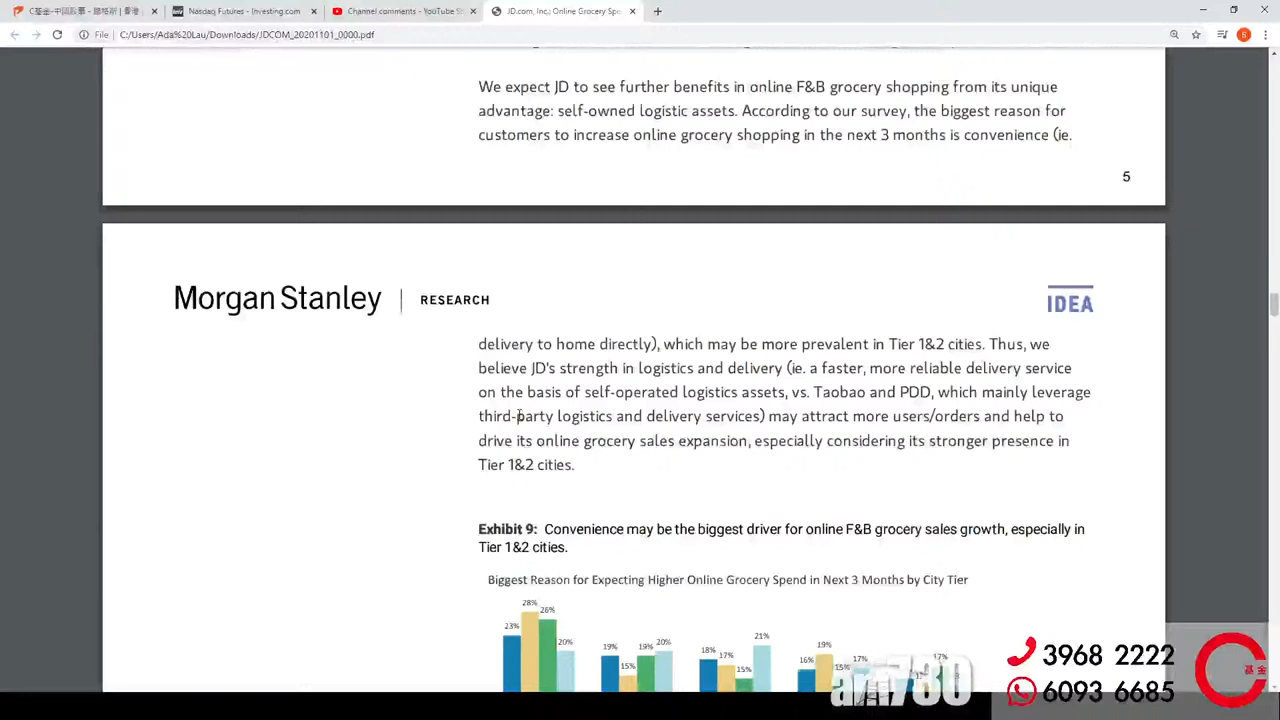 C基金-中国股票 - 路格斯 (香港)
Nasdaq Futures - Investing.com
Channel comments - YouTube St
JD.com, Inc.: Online Grocery Spe
File
C:/Users/Ada%20Lau/Downloads/JDCOM_20201101_0000.pdf
We expect JD to see further benefits in online F&B grocery shopping from its unique
advantage: self-owned logistic assets. According to our survey, the biggest reason for
customers to increase online grocery shopping in the next 3 months is convenience (ie.
5
Morgan Stanley | RESEARCH
IDEA
delivery to home directly), which may be more prevalent in Tier 1&2 cities. Thus, we
believe JD's strength in logistics and delivery (ie. a faster, more reliable delivery service
on the basis of self-operated logistics assets, vs. Taobao and PDD, which mainly leverage
third-party logistics and delivery services) may attract more users/orders and help to
drive its online grocery sales expansion, especially considering its stronger presence in
Tier 1&2 cities.
Exhibit 9: Convenience may be the biggest driver for online F&B grocery sales growth, especially in
Tier 1&2 cities.
Biggest Reason for Expecting Higher Online Grocery Spend in Next 3 Months by City Tier
23% 28% 26% 20%
19% 15% 19% 20%
18% 17% 15% 21%
16% 19% 15% 17%
17%
am730
3968 2222
6093 6685
基金